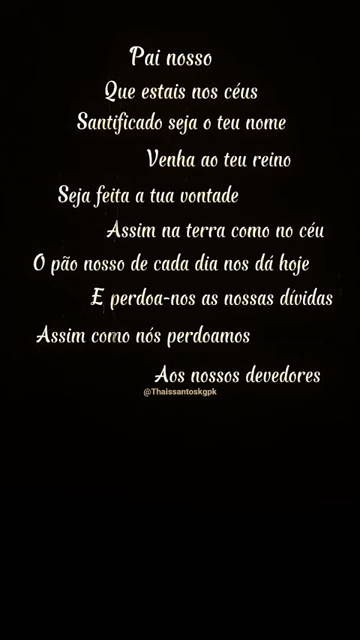 Pai nosso
Que estais nos céus
Santificado seja o teu nome
Venha ao teu reino
Seja feita a tua vontade
Assim na terra como no céu
O pão nosso de cada dia nos dá hoje
E perdoa-nos as nossas dívidas
Assim como nós perdoamos
Aos nossos devedores
@Thaissantoskgpk